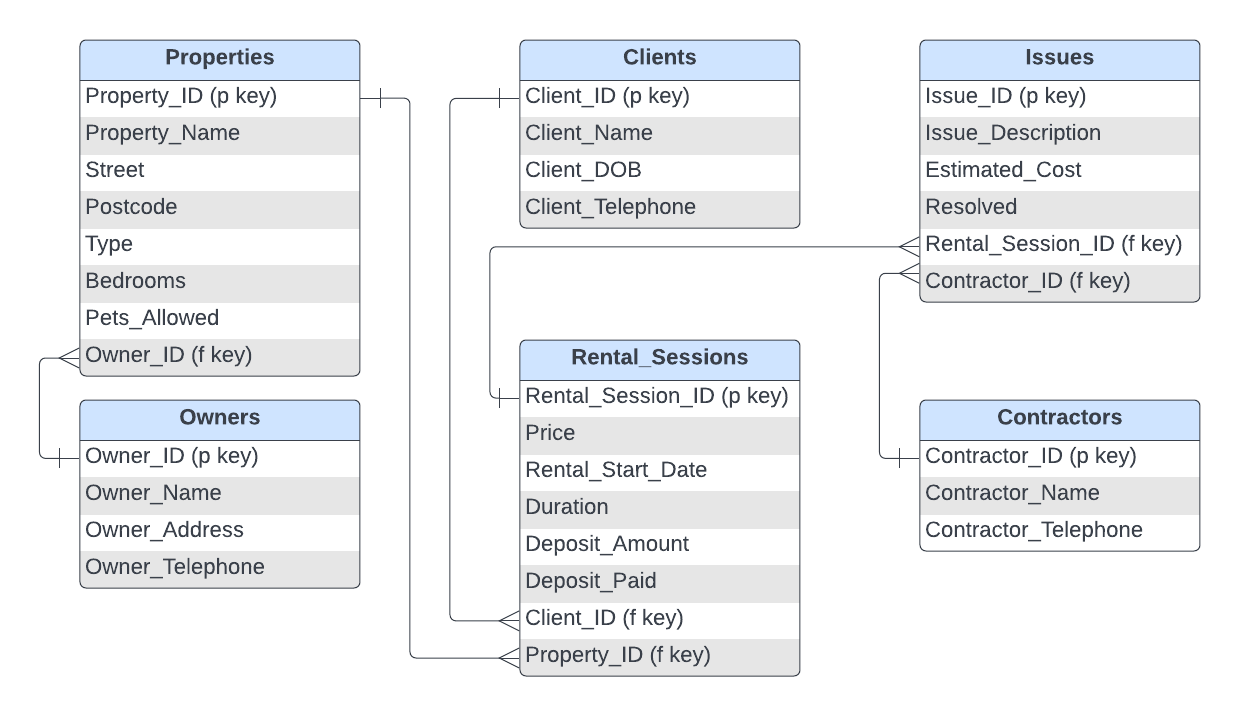 Properties
Property_ID (p key)
Property_Name
Street
Postcode
Type
Bedrooms
Pets_Allowed
Owner_ID (f key)
Owners
Owner_ID (p key)
Owner_Name
Owner_Address
Owner_Telephone
Clients
Client_ID (p key)
Client_Name
Client_DOB
Client_Telephone
Rental_Sessions
Rental_Session_ID (p key)
Price
Rental_Start_Date
Duration
Deposit_Amount
Deposit_Paid
Client_ID (f key)
Property_ID (f key)
Issues
Issue_ID (p key)
Issue_Description
Estimated_Cost
Resolved
Rental_Session_ID (f key)
Contractor_ID (f key)
Contractors
Contractor_ID (p key)
Contractor_Name
Contractor_Telephone